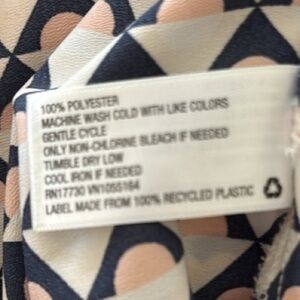 100% POLYESTER
MACHINE WASH COLD WITH LIKE COLORS
GENTLE CYCLE
ONLY NON-CHLORINE BLEACH IF NEEDED
TUMBLE DRY LOW
COOL IRON IF NEEDED
RN17730 VN1055164
LABEL MADE FROM 100% RECYCLED PLASTIC